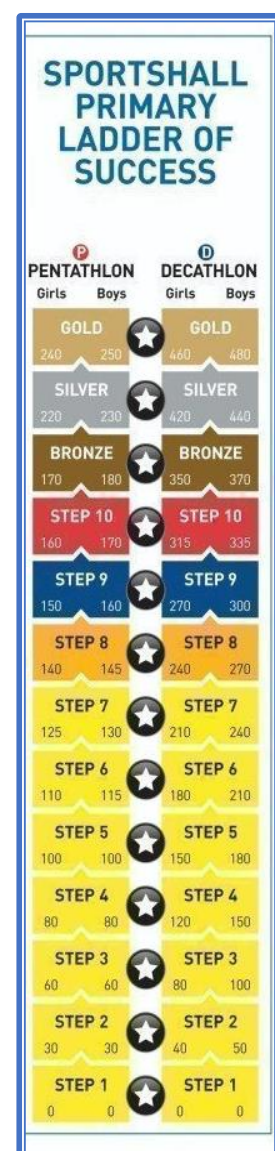 SPORTSHALL
PRIMARY
LADDER OF
SUCCESS
P D
PENTATHLON DECATHLON
Girls Boys Girls Boys
GOLD GOLD
240 250 460 480
SILVER SILVER
220 230 420 440
BRONZE BRONZE
170 180 350 370
STEP 10 STEP 10
160 170 315 335
STEP 9 STEP 9
150 160 270 300
STEP 8 STEP 8
140 145 240 270
STEP 7 STEP 7
125 130 210 240
STEP 6 STEP 6
110 115 180 210
STEP 5 STEP 5
100 100 150 180
STEP 4 STEP 4
80 80 120 150
STEP 3 STEP 3
60 60 80 100
STEP 2 STEP 2
30 30 40 50
STEP 1 STEP 1
0 0 0 0